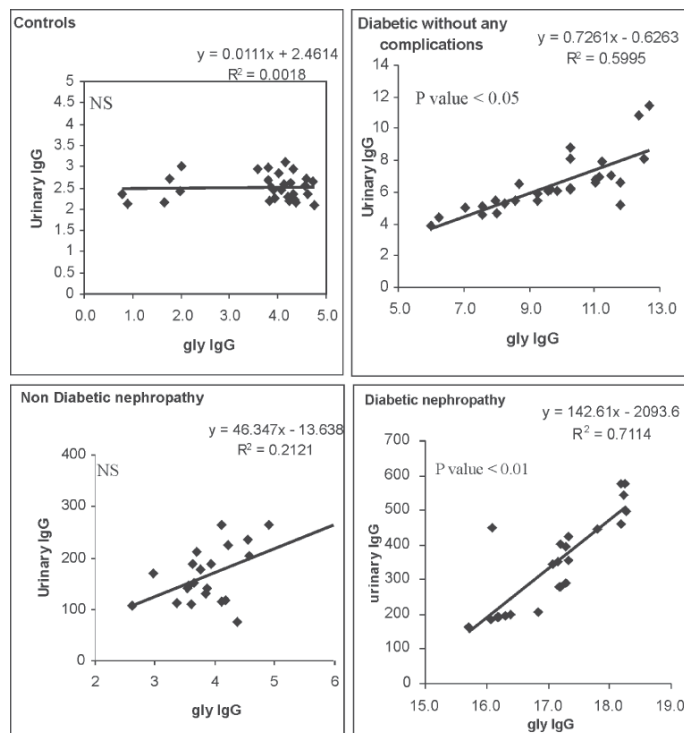 Controls
y = 0.0111x + 2.4614
R² = 0.0018
NS
Urinary IgG
5
4.5
4
3.5
3
2.5
2
1.5
1
0.5
0
0.0 1.0 2.0 3.0 4.0 5.0
gly IgG
Diabetic without any
complications
y = 0.7261x - 0.6263
R² = 0.5995
P value < 0.05
Urinary IgG
14
12
10
8
6
4
2
0
5.0 7.0 9.0 11.0 13.0
gly IgG
Non Diabetic nephropathy
y = 46.347x - 13.638
R² = 0.2121
NS
Urinary IgG
400
300
200
100
0
2 3 4 5 6
gly IgG
Diabetic nephropathy
y = 142.61x - 2093.6
R² = 0.7114
P value < 0.01
urinary IgG
700
600
500
400
300
200
100
0
15.0 16.0 17.0 18.0 19.0
gly IgG